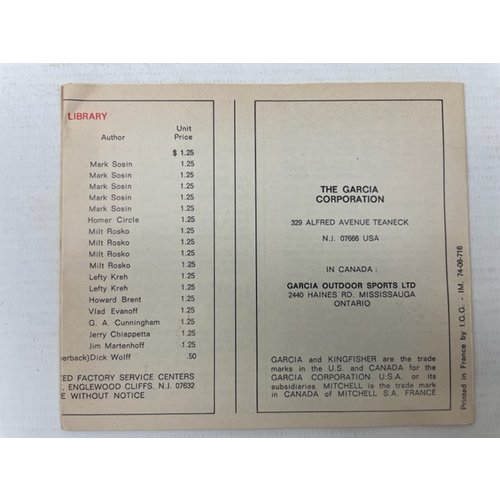 LIBRARY
Author Unit Price
$ 1.25
Mark Sosin 1.25
Mark Sosin 1.25
Mark Sosin 1.25
Mark Sosin 1.25
Mark Sosin 1.25
Homer Circle 1.25
Milt Rosko 1.25
Milt Rosko 1.25
Milt Rosko 1.25
Milt Rosko 1.25
Lefty Kreh 1.25
Lefty Kreh 1.25
Howard Brent 1.25
Vlad Evanoff 1.25
G. A. Cunningham 1.25
Jerry Chiappetta 1.25
Jim Martenhoff 1.25
erback) Dick Wolff .50
ED FACTORY SERVICE CENTERS
, ENGLEWOOD CLIFFS, N.J. 07632
E WITHOUT NOTICE
THE GARCIA
CORPORATION
329 ALFRED AVENUE TEANECK
N.J. 07666 USA
IN CANADA :
GARCIA OUTDOOR SPORTS LTD
2440 HAINES RD. MISSISSAUGA
ONTARIO
GARCIA and KINGFISHER are the trade
marks in the U.S. and CANADA for the
GARCIA CORPORATION U.S.A. or its
subsidiaries. MITCHELL is the trade mark
in CANADA of MITCHELL S.A. FRANCE
Printed in France by I.G.G. - IM. 74-08-716